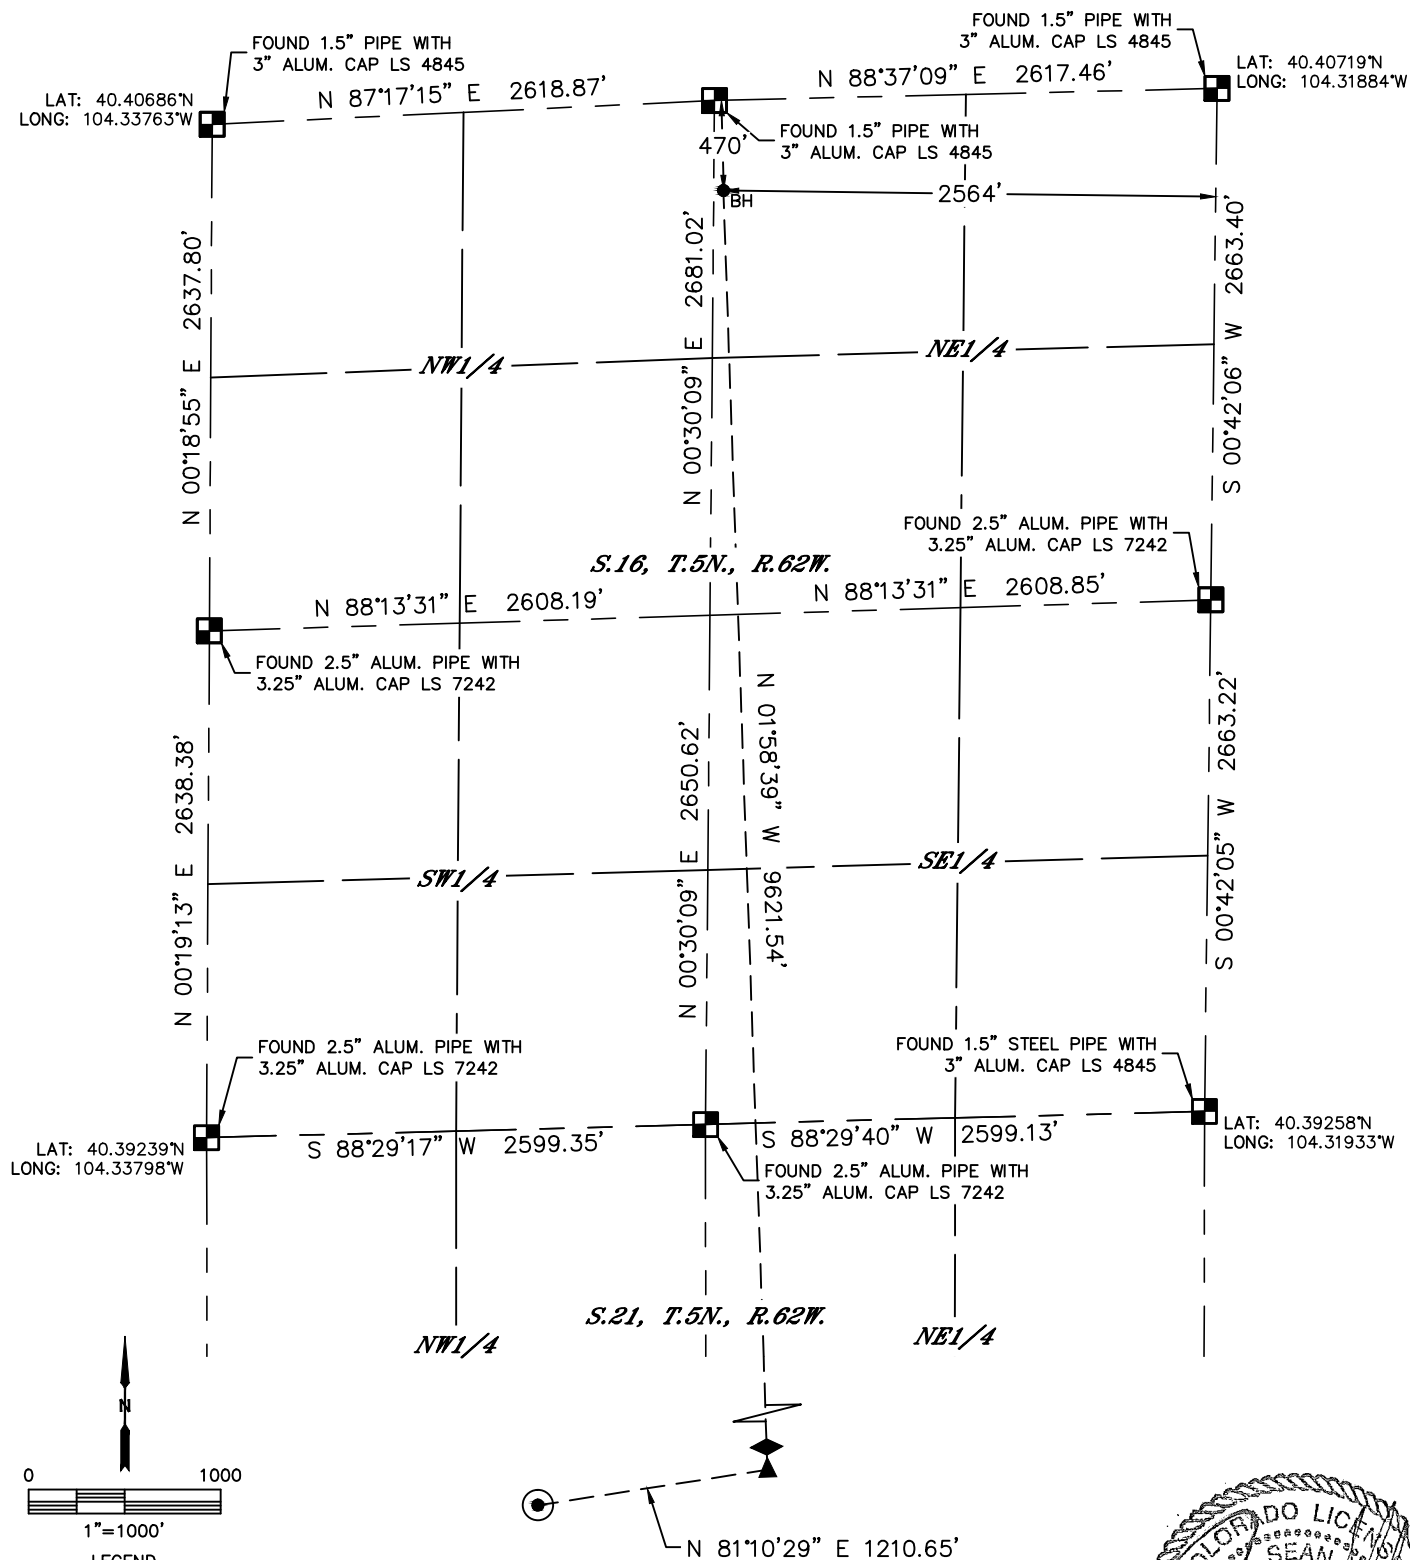 FOUND 1.5” PIPE WITH
3” ALUM. CAP LS 4845
FOUND 1.5” PIPE WITH
3” ALUM. CAP LS 4845
LAT: 40.40686°N
LONG: 104.33763°W
N 87°17’15” E 2618.87’
N 88°37’09” E 2617.46’
LAT: 40.40719°N
LONG: 104.31884°W
FOUND 1.5” PIPE WITH
3” ALUM. CAP LS 4845
470’
BH
2564’
N 00°18’55” E 2637.80’
N 00°30’09” E 2681.02’
S 00°42’06” W 2663.40’
NW1/4
NE1/4
FOUND 2.5” ALUM. PIPE WITH
3.25” ALUM. CAP LS 7242
S.16, T.5N., R.62W.
N 88°13’31” E 2608.19’
N 88°13’31” E 2608.85’
FOUND 2.5” ALUM. PIPE WITH
3.25” ALUM. CAP LS 7242
N 00°19’13” E 2638.38’
N 00°30’09” E 2650.62’
N 01°58’39” W 9621.54’
S 00°42’05” W 2663.22’
SW1/4
SE1/4
FOUND 2.5” ALUM. PIPE WITH
3.25” ALUM. CAP LS 7242
FOUND 1.5” STEEL PIPE WITH
3” ALUM. CAP LS 4845
LAT: 40.39239°N
LONG: 104.33798°W
S 88°29’17” W 2599.35’
S 88°29’40” W 2599.13’
LAT: 40.39258°N
LONG: 104.31933°W
FOUND 2.5” ALUM. PIPE WITH
3.25” ALUM. CAP LS 7242
S.21, T.5N., R.62W.
NW1/4
NE1/4
N
0 1000
1”=1000’
LEGEND
N 81°10’29” E 1210.65’
COLORADO LICENS
SEAN